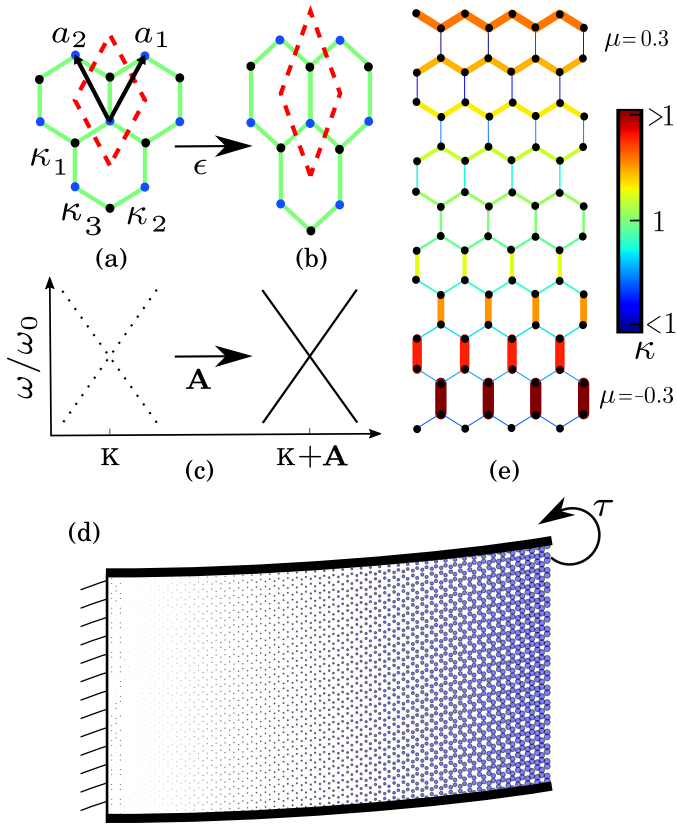 a₂ a₁
κ₁
κ₃ κ₂
ϵ
(a) (b)
ω/ω₀
A
K K+A
(c)
μ=0.3
>1
1
<1
κ
μ=-0.3
(e)
(d)
τ